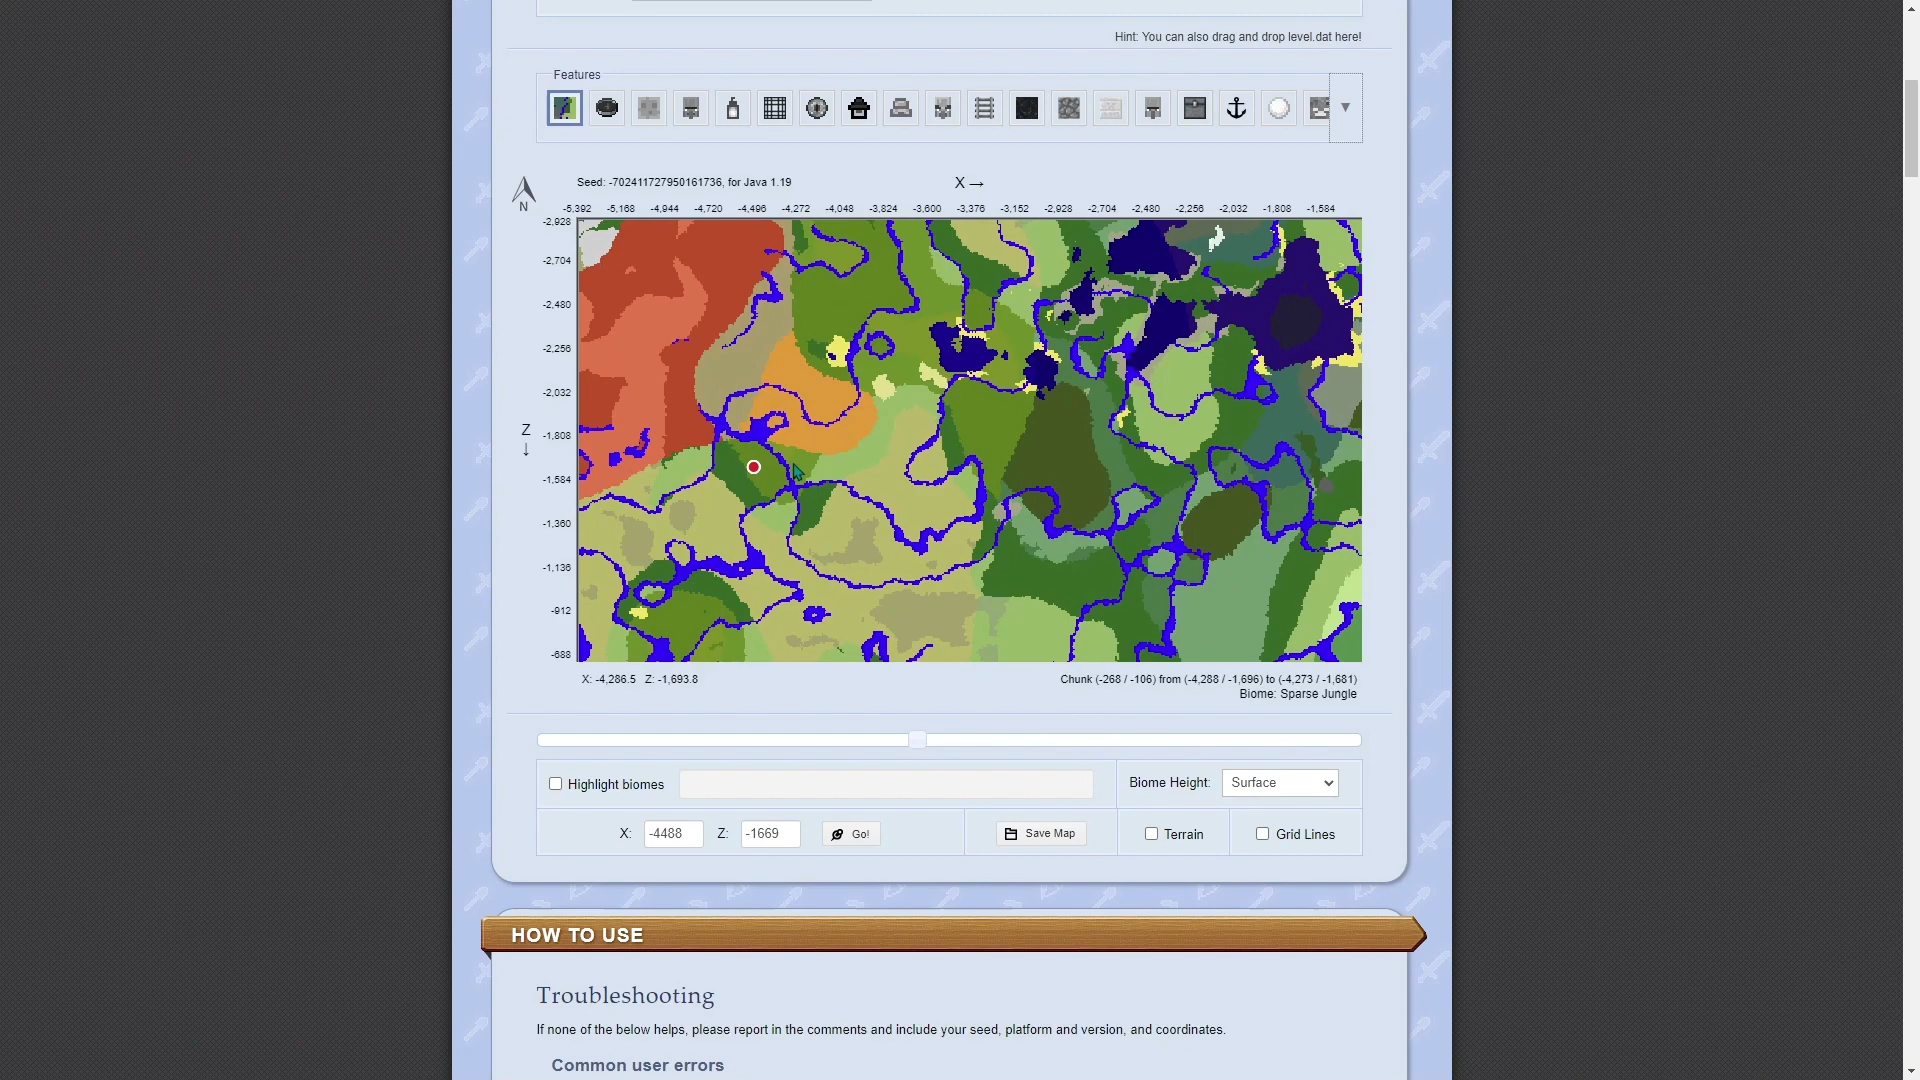 Hint: You can also drag and drop level.dat here!
Features
Seed: -702411727950161736, for Java 1.19
X →
N
-5,392 -5,168 -4,944 -4,720 -4,496 -4,272 -4,048 -3,824 -3,600 -3,376 -3,152 -2,928 -2,704 -2,480 -2,256 -2,032 -1,808 -1,584
-2,928
-2,704
-2,480
-2,256
-2,032
Z
↓
-1,808
-1,584
-1,360
-1,136
-912
-688
X: -4,286.5 Z: -1,693.8
Chunk (-268 / -106) from (-4,288 / -1,696) to (-4,273 / -1,681)
Biome: Sparse Jungle
Highlight biomes
Biome Height: Surface
X: -4488 Z: -1669 Go! Save Map Terrain Grid Lines
HOW TO USE
Troubleshooting
If none of the below helps, please report in the comments and include your seed, platform and version, and coordinates.
Common user errors